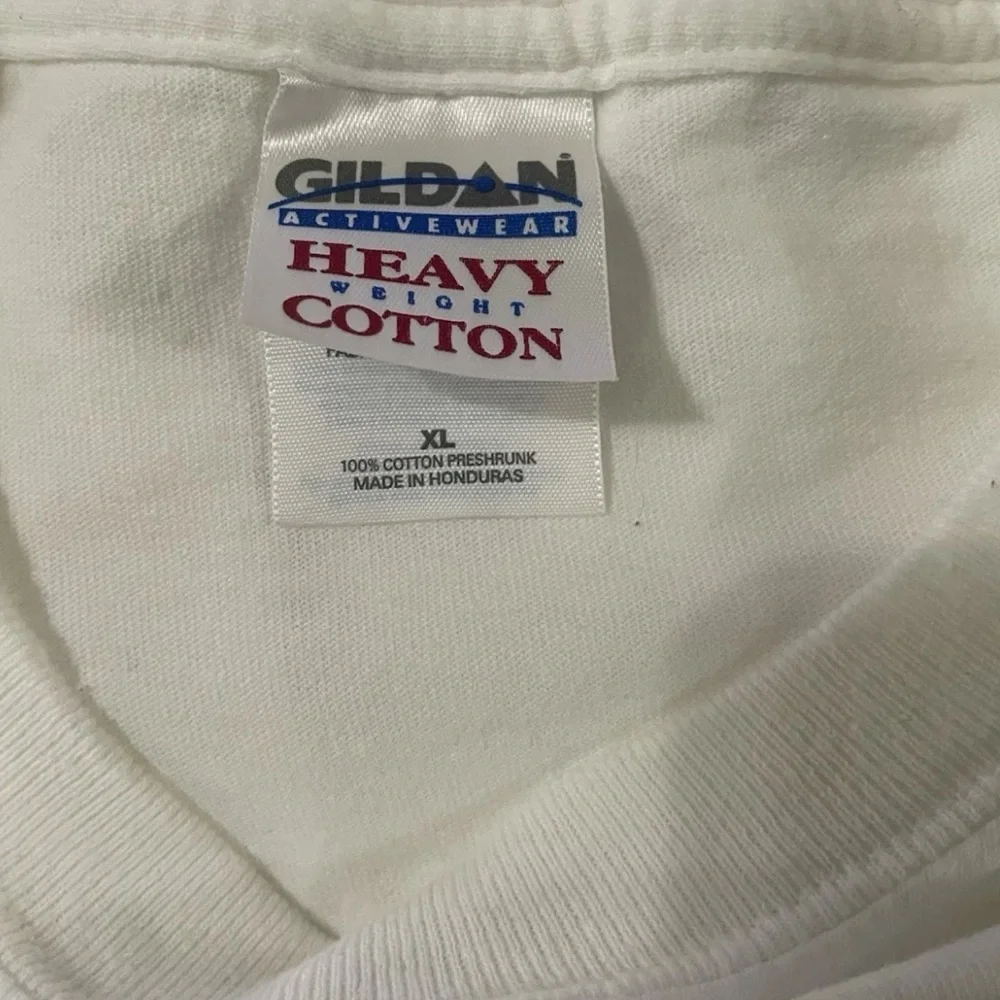 GILDAN
ACTIVEWEAR
HEAVY
WEIGHT
COTTON
XL
100% COTTON PRESHRUNK
MADE IN HONDURAS